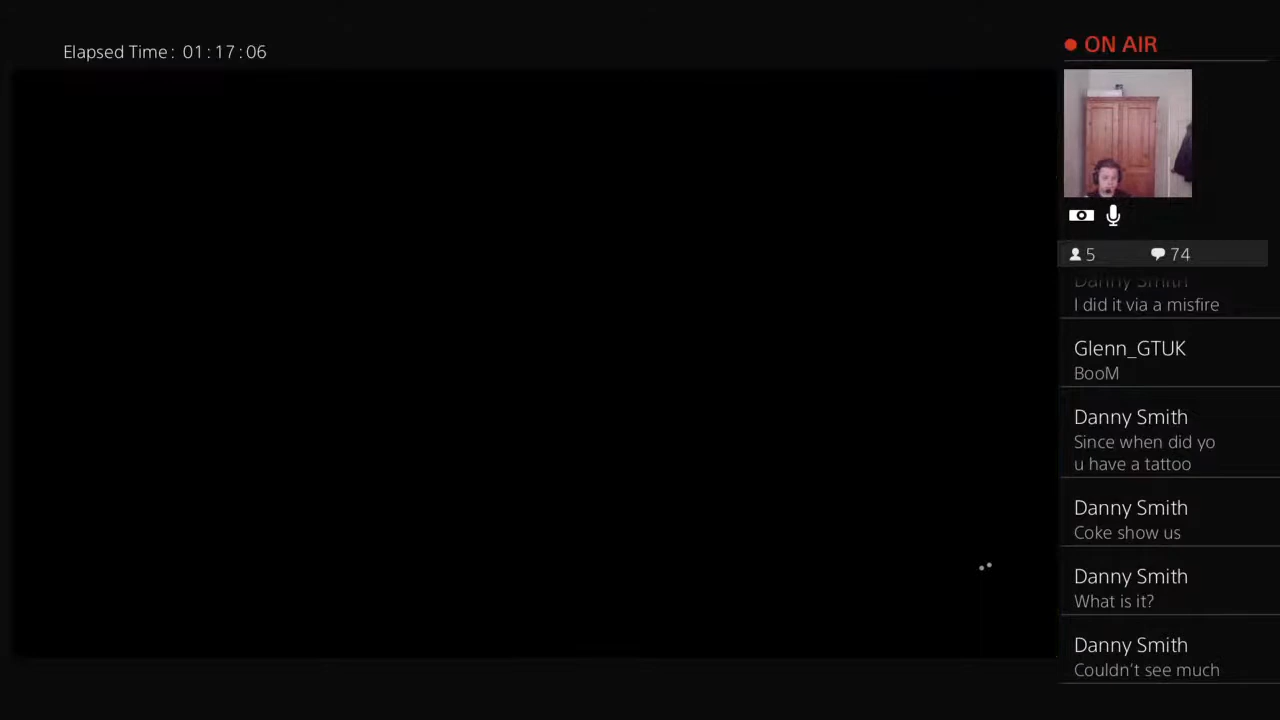 Elapsed Time: 01:17:06
ON AIR
5
74
Danny Smith
I did it via a misfire
Glenn_GTUK
BooM
Danny Smith
Since when did yo
u have a tattoo
Danny Smith
Coke show us
Danny Smith
What is it?
Danny Smith
Couldn't see much